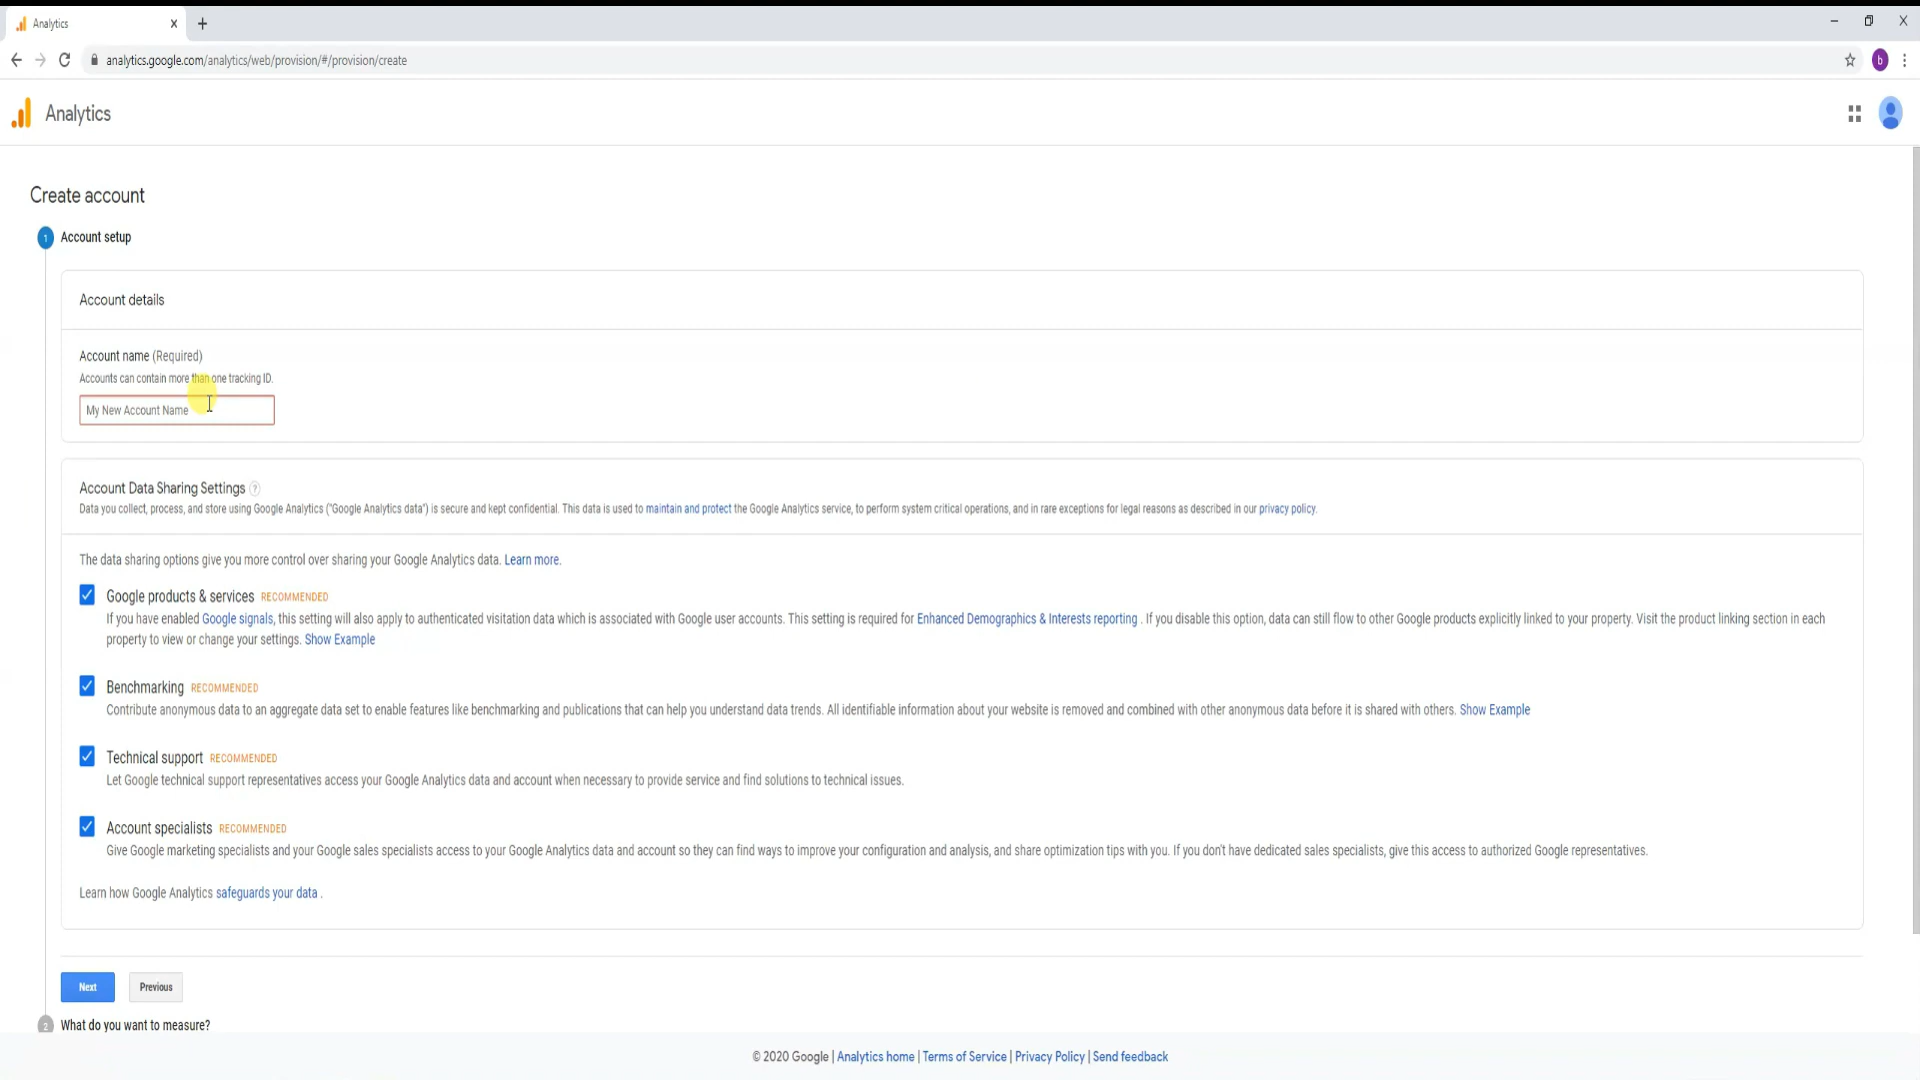 Analytics
analytics.google.com/analytics/web/provision/#/provision/create
b
Analytics
Create account
1 Account setup
Account details
Account name (Required)
Accounts can contain more than one tracking ID.
My New Account Name
Account Data Sharing Settings ?
Data you collect, process, and store using Google Analytics ("Google Analytics data") is secure and kept confidential. This data is used to maintain and protect the Google Analytics service, to perform system critical operations, and in rare exceptions for legal reasons as described in our privacy policy.
The data sharing options give you more control over sharing your Google Analytics data. Learn more.
Google products & services RECOMMENDED
If you have enabled Google signals, this setting will also apply to authenticated visitation data which is associated with Google user accounts. This setting is required for Enhanced Demographics & Interests reporting . If you disable this option, data can still flow to other Google products explicitly linked to your property. Visit the product linking section in each
property to view or change your settings. Show Example
Benchmarking RECOMMENDED
Contribute anonymous data to an aggregate data set to enable features like benchmarking and publications that can help you understand data trends. All identifiable information about your website is removed and combined with other anonymous data before it is shared with others. Show Example
Technical support RECOMMENDED
Let Google technical support representatives access your Google Analytics data and account when necessary to provide service and find solutions to technical issues.
Account specialists RECOMMENDED
Give Google marketing specialists and your Google sales specialists access to your Google Analytics data and account so they can find ways to improve your configuration and analysis, and share optimization tips with you. If you don't have dedicated sales specialists, give this access to authorized Google representatives.
Learn how Google Analytics safeguards your data .
Next Previous
2 What do you want to measure?
© 2020 Google | Analytics home | Terms of Service | Privacy Policy | Send feedback